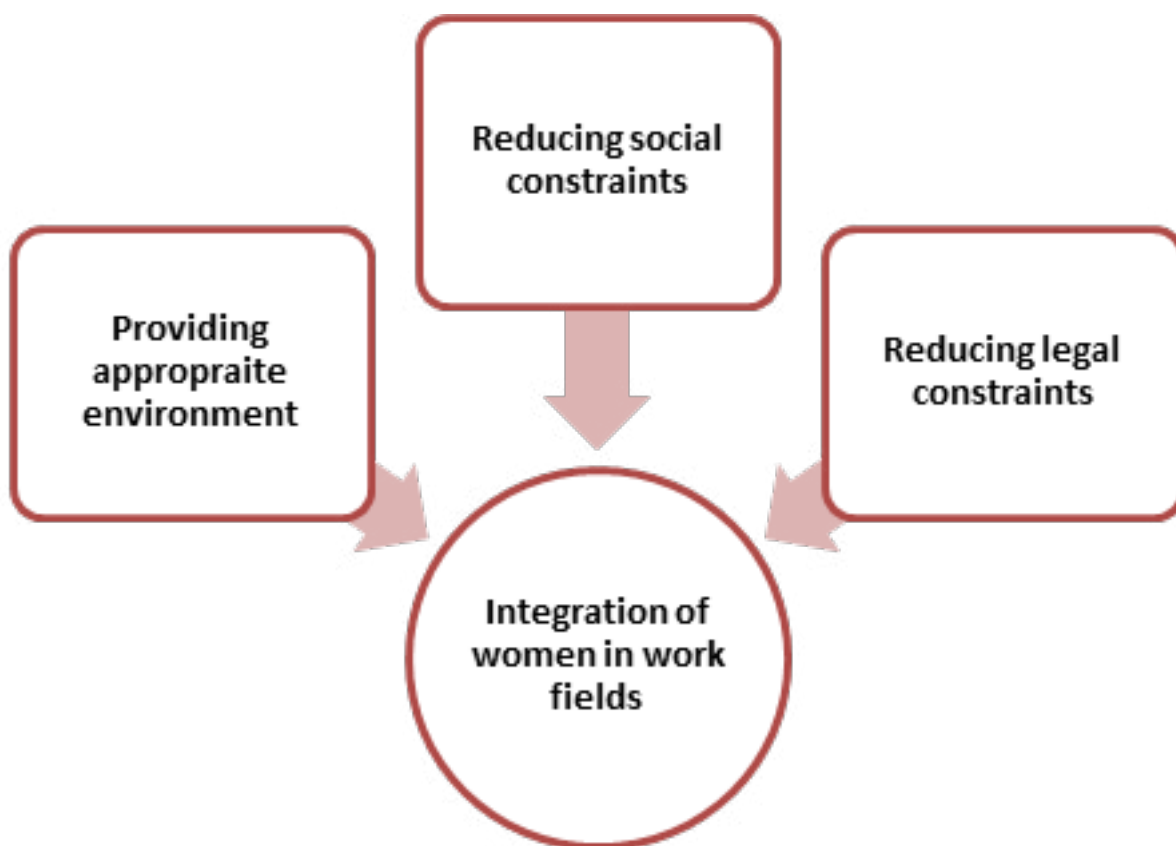 Reducing social
constraints
Providing
appropraite
environment
Reducing legal
constraints
Integration of
women in work
fields